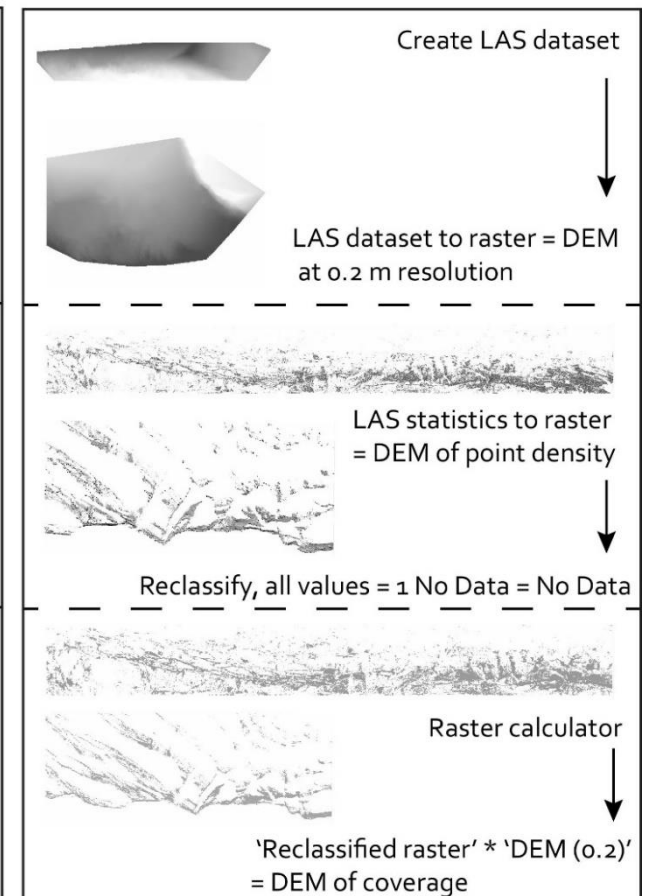 Create LAS dataset
LAS dataset to raster = DEM
at 0.2 m resolution
LAS statistics to raster
= DEM of point density
Reclassify, all values = 1 No Data = No Data
Raster calculator
‘Reclassified raster’ * ‘DEM (0.2)’
= DEM of coverage